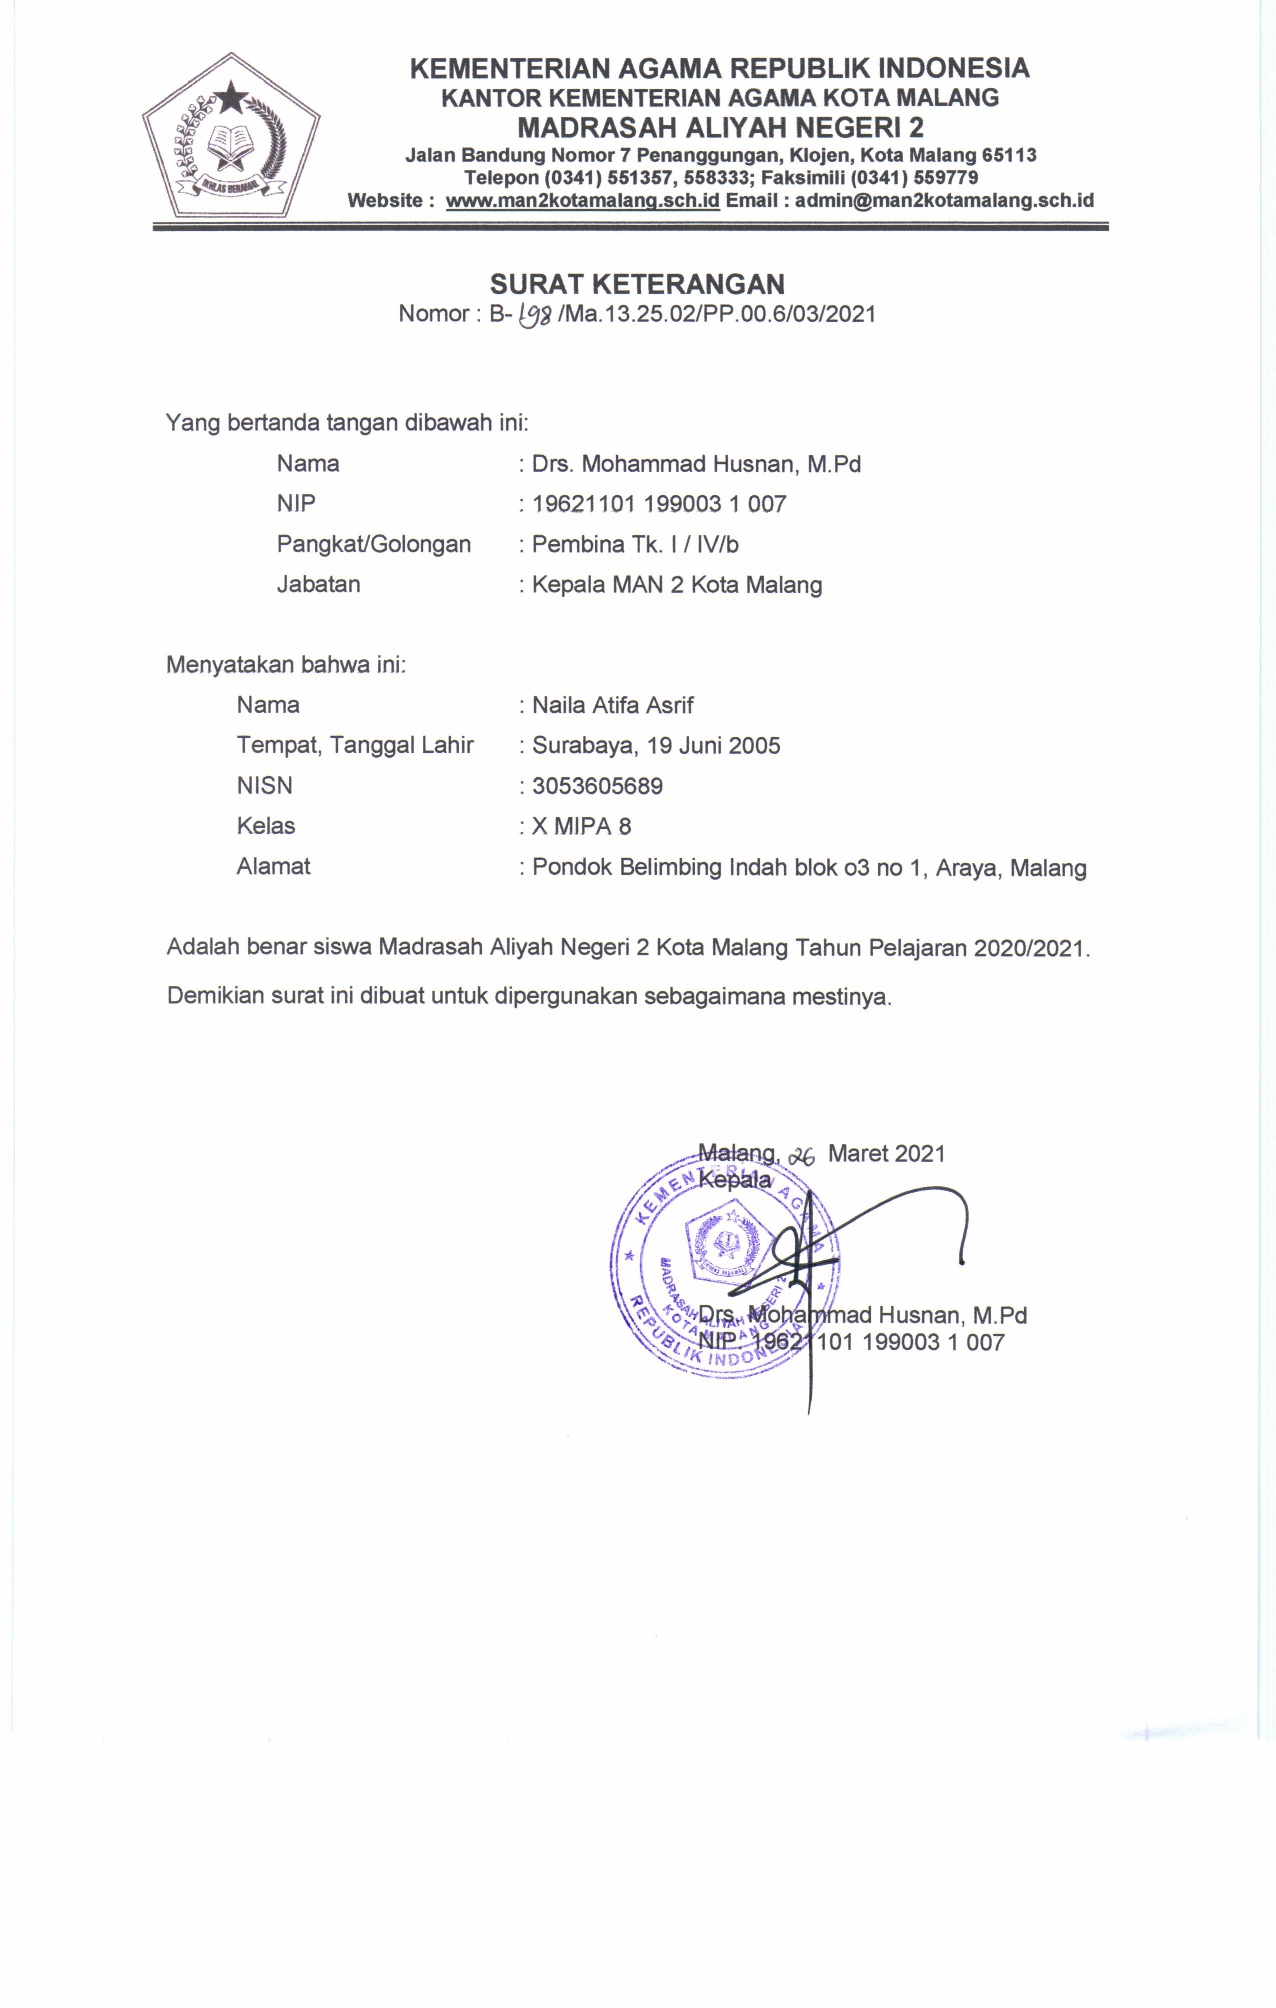 KEMENTERIAN AGAMA REPUBLIK INDONESIA
KANTOR KEMENTERIAN AGAMA KOTA MALANG
MADRASAH ALIYAH NEGERI 2
Jalan Bandung Nomor 7 Penanggungan, Klojen, Kota Malang 65113
Telepon (0341) 551357, 558333; Faksimili (0341) 559779
Website : www.man2kotamalang.sch.id Email : admin@man2kotamalang.sch.id
IKHLAS BERAMAL
SURAT KETERANGAN
Nomor : B-198/Ma.13.25.02/PP.00.6/03/2021
Yang bertanda tangan dibawah ini:
Nama : Drs. Mohammad Husnan, M.Pd
NIP : 19621101 199003 1 007
Pangkat/Golongan : Pembina Tk. I / IV/b
Jabatan : Kepala MAN 2 Kota Malang
Menyatakan bahwa ini:
Nama : Naila Atifa Asrif
Tempat, Tanggal Lahir : Surabaya, 19 Juni 2005
NISN : 3053605689
Kelas : X MIPA 8
Alamat : Pondok Belimbing Indah blok o3 no 1, Araya, Malang
Adalah benar siswa Madrasah Aliyah Negeri 2 Kota Malang Tahun Pelajaran 2020/2021.
Demikian surat ini dibuat untuk dipergunakan sebagaimana mestinya.
Malang, 26 Maret 2021
Kepala
KEMENTERIAN AGAMA
MADRASAH ALIYAH NEGERI 2
KOTA MALANG
REPUBLIK INDONESIA
Drs. Mohammad Husnan, M.Pd
NIP. 19621101 199003 1 007